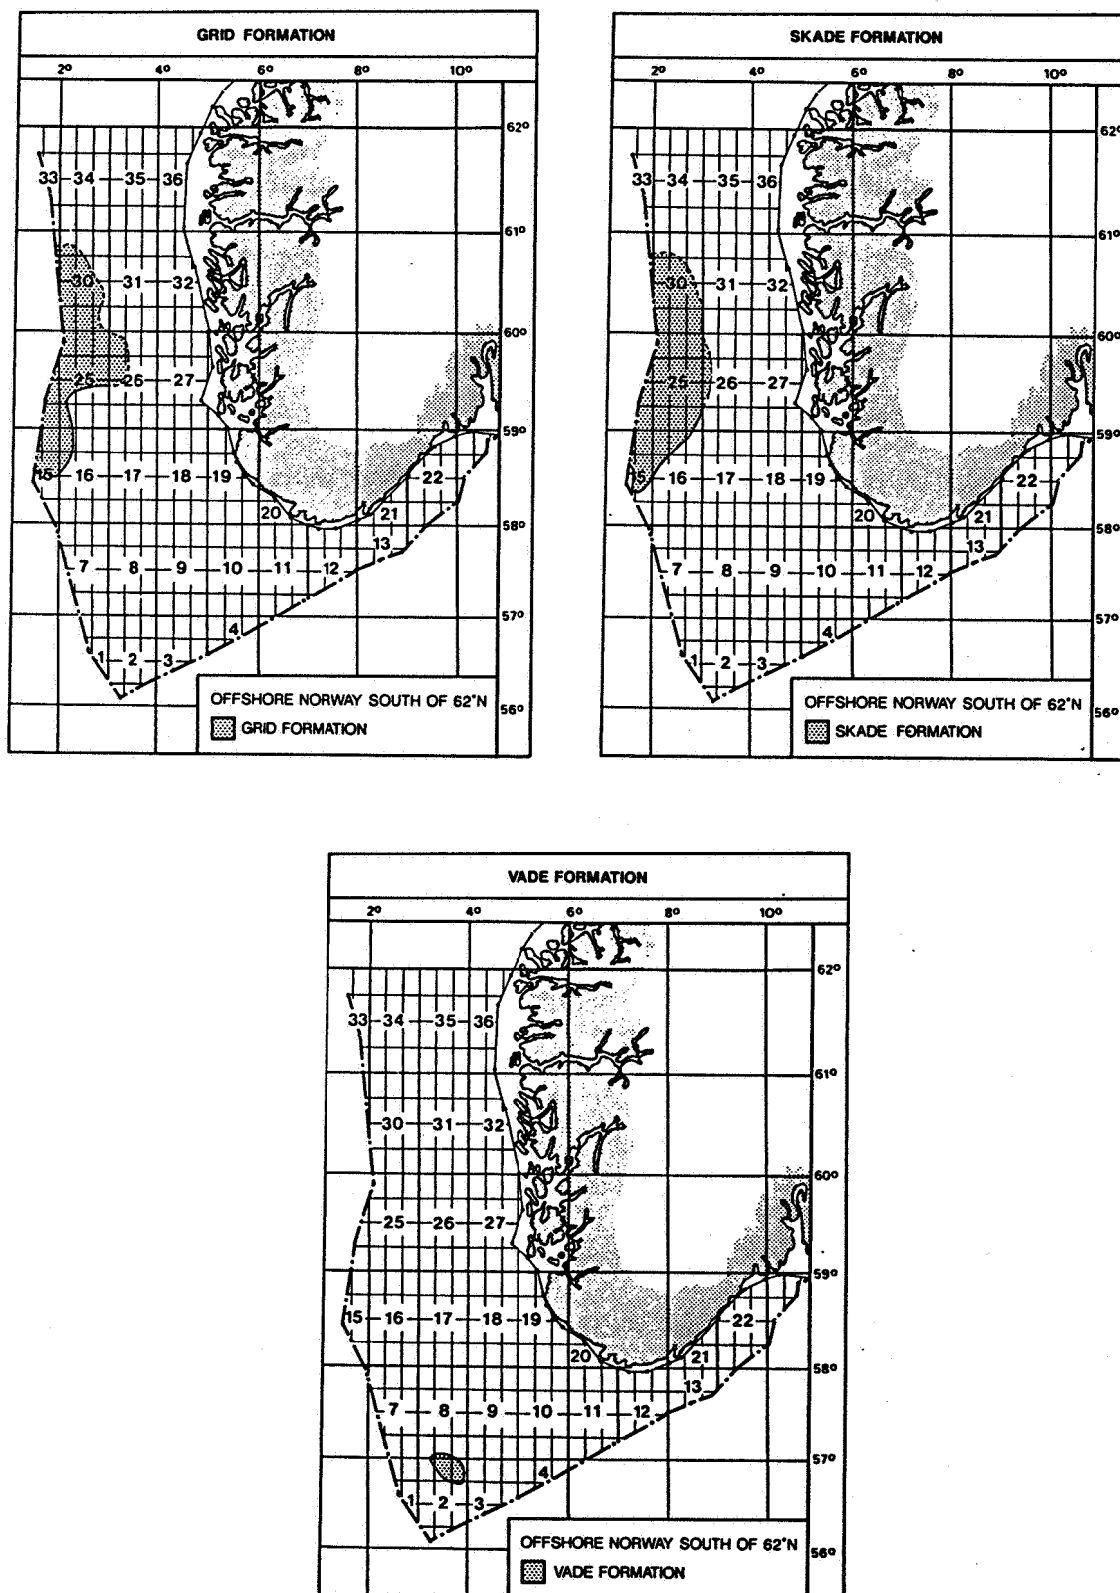 GRID FORMATION
2° 4° 6° 8° 10°
62°
33 34 35 36
61°
30 31 32
60°
25 26 27
59°
15 16 17 18 19 22
20 21
58°
13
7 8 9 10 11 12
57°
4
1 2 3
OFFSHORE NORWAY SOUTH OF 62°N
56°
GRID FORMATION
SKADE FORMATION
2° 4° 6° 8° 10°
62°
33 34 35 36
61°
30 31 32
60°
25 26 27
59°
15 16 17 18 19 22
20 21
58°
13
7 8 9 10 11 12
57°
4
1 2 3
OFFSHORE NORWAY SOUTH OF 62°N
56°
SKADE FORMATION
VADE FORMATION
2° 4° 6° 8° 10°
62°
33 34 35 36
61°
30 31 32
60°
25 26 27
59°
15 16 17 18 19 22
20 21
58°
13
7 8 9 10 11 12
57°
4
1 2 3
OFFSHORE NORWAY SOUTH OF 62°N
56°
VADE FORMATION